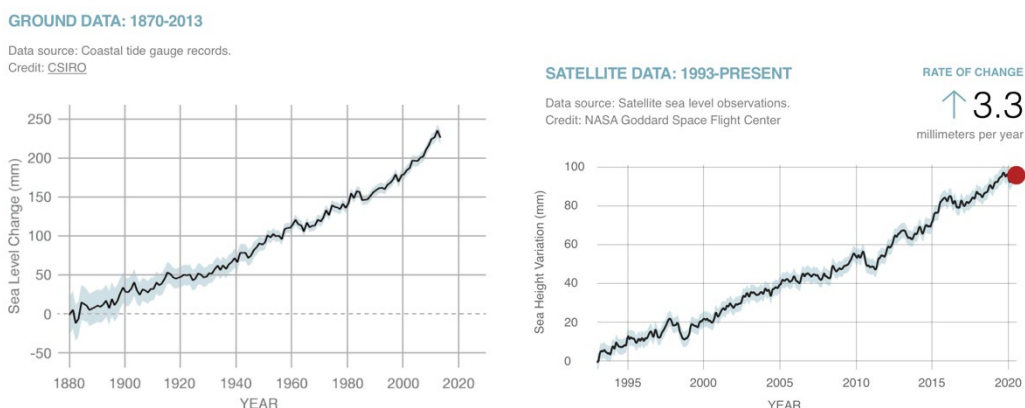 GROUND DATA: 1870-2013
Data source: Coastal tide gauge records.
Credit: CSIRO
Sea Level Change (mm)
250
200
150
100
50
0
-50
1880
1900
1920
1940
1960
1980
2000
2020
YEAR
SATELLITE DATA: 1993-PRESENT
Data source: Satellite sea level observations.
Credit: NASA Goddard Space Flight Center
RATE OF CHANGE
↑ 3.3
millimeters per year
Sea Height Variation (mm)
100
80
60
40
20
0
1995
2000
2005
2010
2015
2020
YEAR